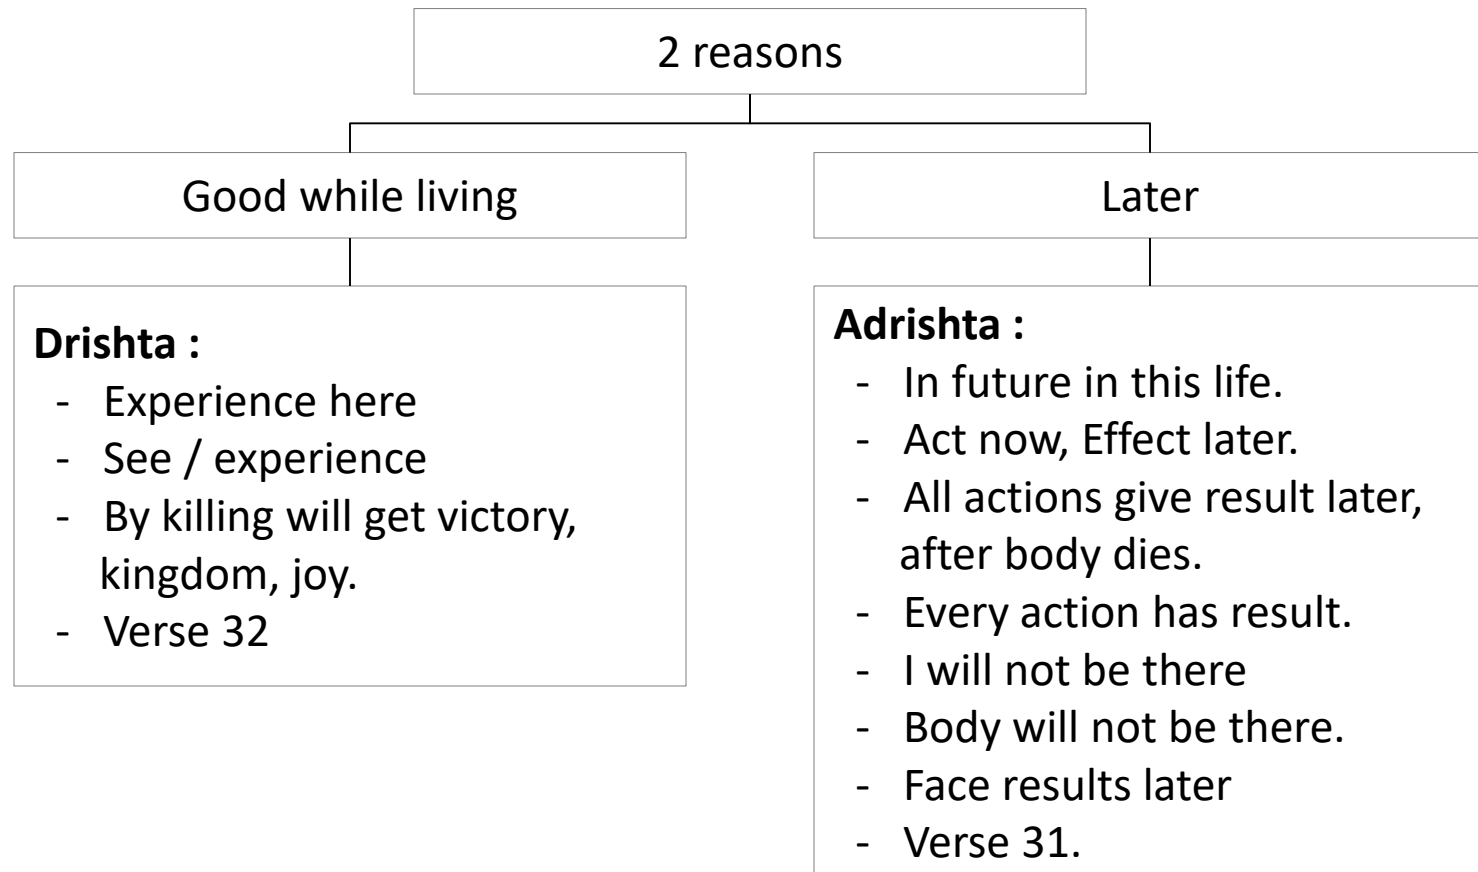 2 reasons
Good while living
Drishta :
- Experience here
- See / experience
- By killing will get victory,
kingdom, joy.
- Verse 32
Later
Adrishta :
- In future in this life.
- Act now, Effect later.
- All actions give result later,
after body dies.
- Every action has result.
- I will not be there
- Body will not be there.
- Face results later
- Verse 31.